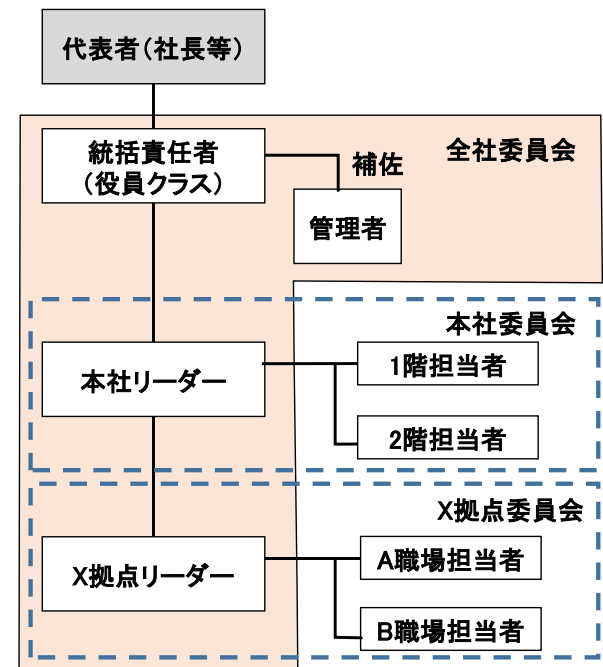 代表者（社長等）
統括責任者
（役員クラス）
補佐
全社委員会
管理者
本社委員会
本社リーダー
1階担当者
2階担当者
X拠点委員会
X拠点リーダー
A職場担当者
B職場担当者